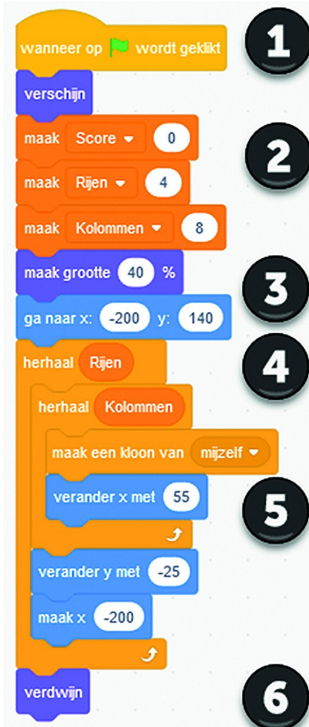 wanneer op wordt geklikt
1
verschijn
maak Score 0
2
maak Rijen 4
maak Kolommen 8
maak grootte 40 %
3
ga naar x: -200 y: 140
herhaal Rijen
4
herhaal Kolommen
maak een kloon van mijzelf
verander x met 55
5
verander y met -25
maak x -200
verdwijn
6